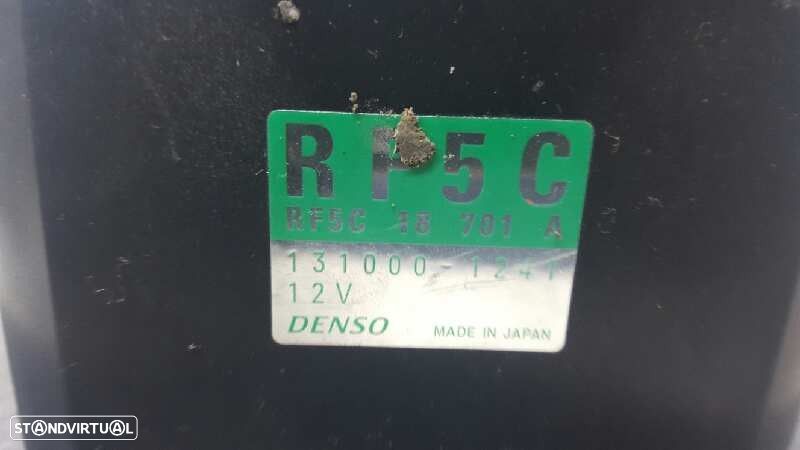 RF5C
RF5C 18 701 A
131000-1241
12V
DENSO MADE IN JAPAN
STANDVIRTUAL